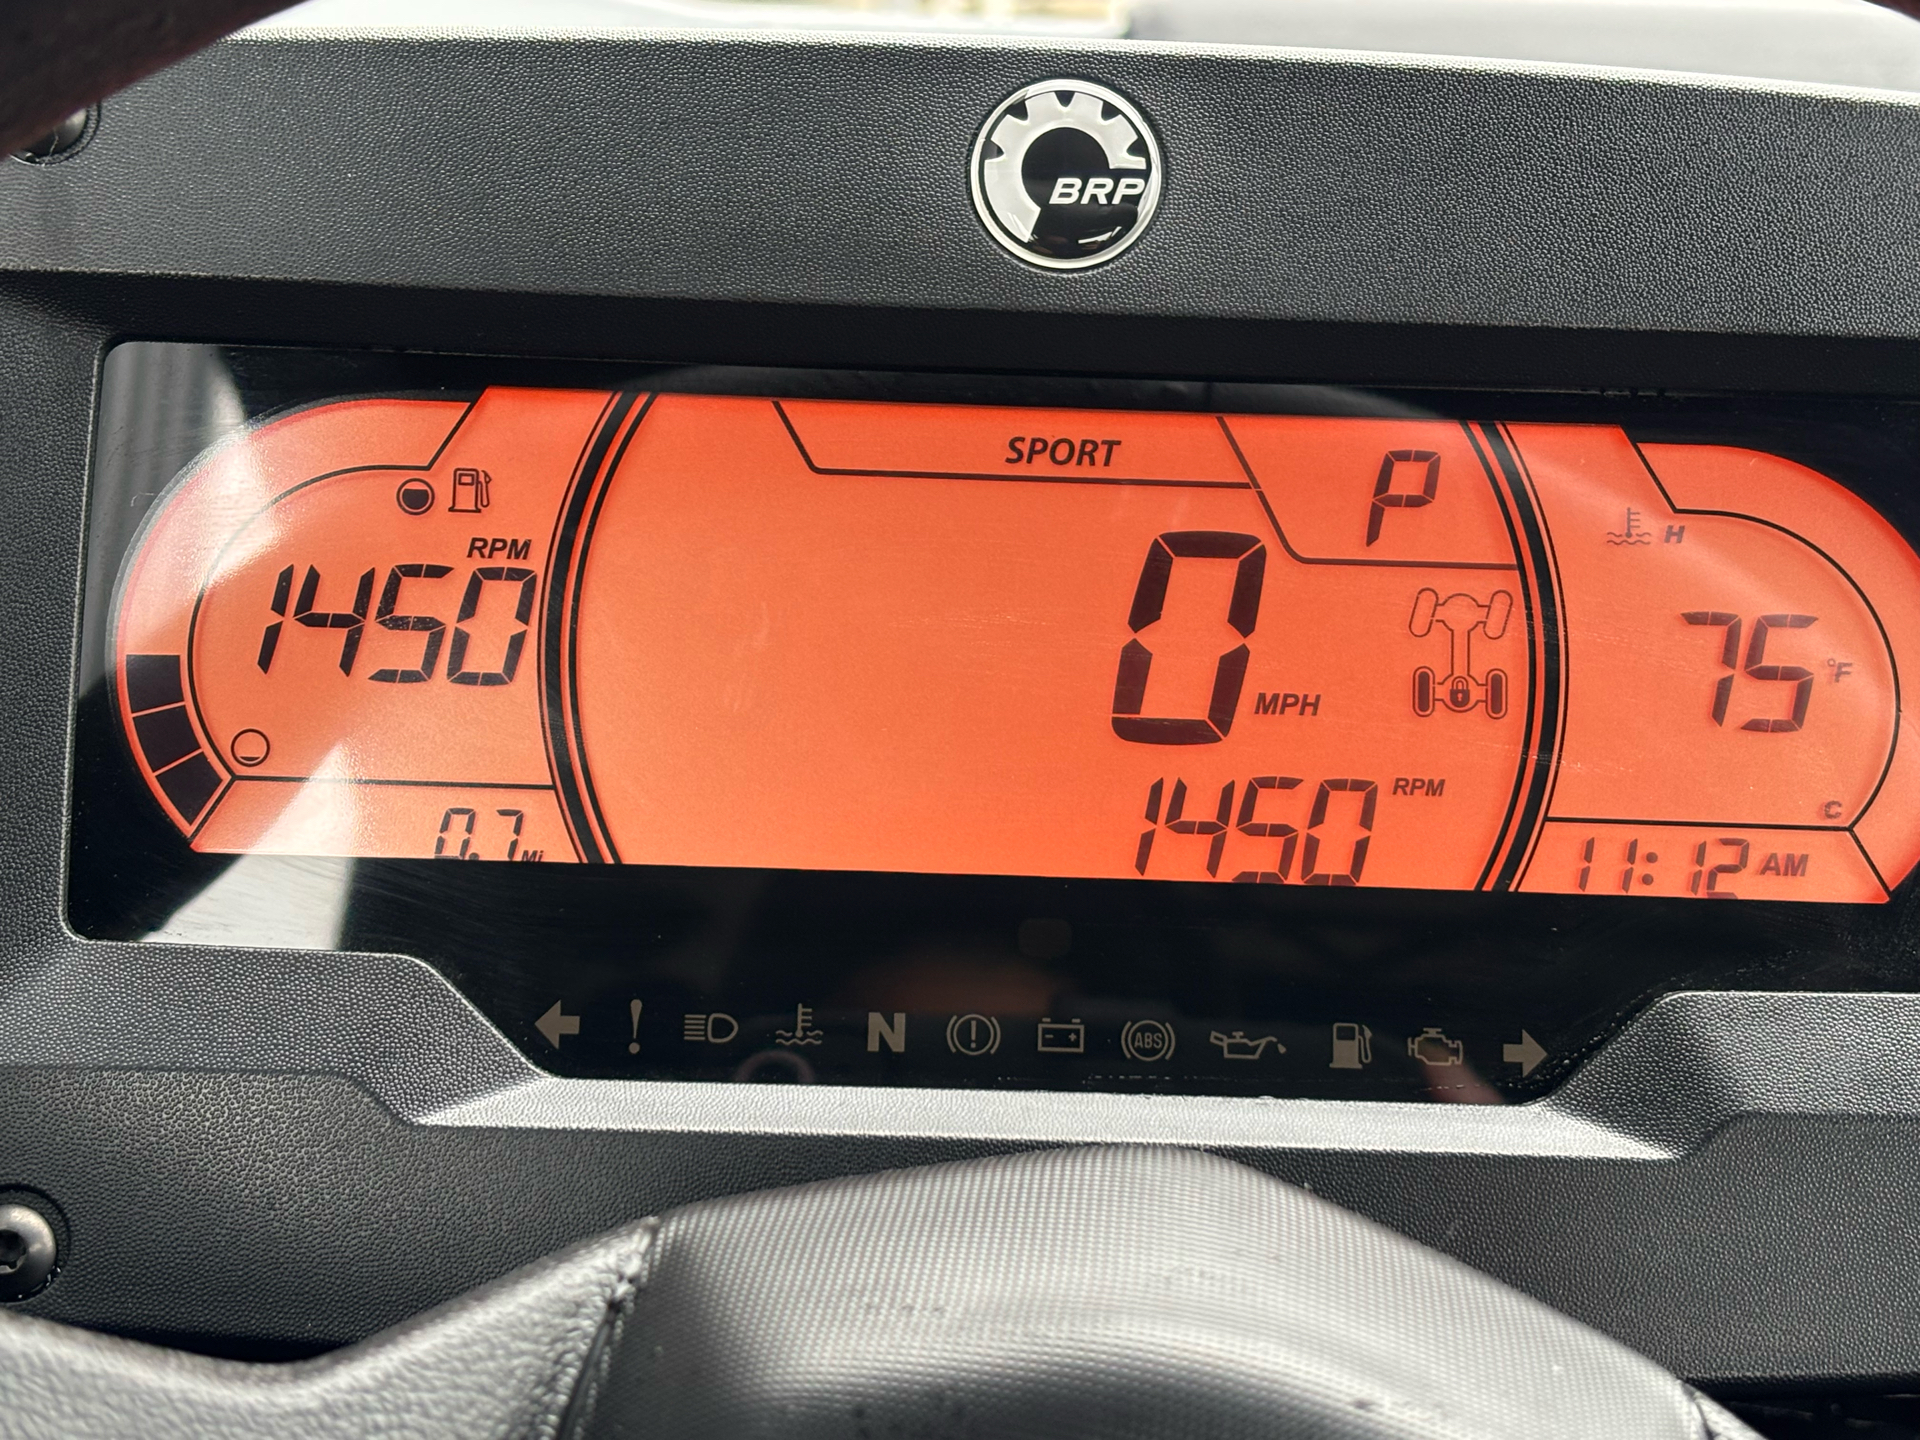 BRP
SPORT
P
RPM
1450
0
MPH
H
75 °F
1450 RPM
C
0.7 Mi
11:12 AM
N
ABS